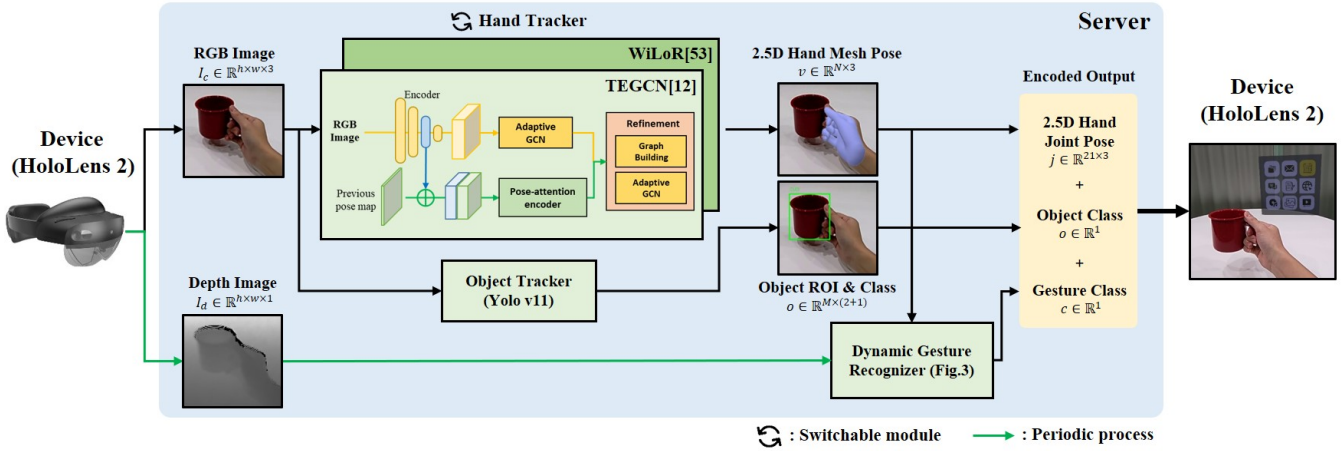 Server
Hand Tracker
Device
(HoloLens 2)
RGB Image
I_c ∈ ℝ^{h×w×3}
WiLoR[53]
TEGCN[12]
Encoder
RGB
Image
Adaptive
GCN
Previous
pose map
Pose-attention
encoder
Refinement
Graph
Building
Adaptive
GCN
2.5D Hand Mesh Pose
v ∈ ℝ^{N×3}
Object Tracker
(Yolo v11)
Object ROI & Class
o ∈ ℝ^{M×(2+1)}
Depth Image
I_d ∈ ℝ^{h×w×1}
Dynamic Gesture
Recognizer (Fig.3)
Encoded Output
2.5D Hand
Joint Pose
j ∈ ℝ^{21×3}
+
Object Class
o ∈ ℝ^1
+
Gesture Class
c ∈ ℝ^1
Device
(HoloLens 2)
: Switchable module
: Periodic process